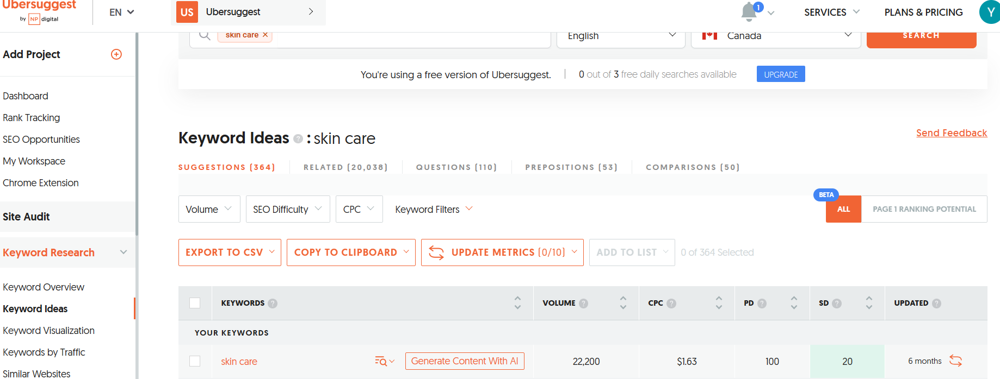 Ubersuggest
by NP digital
EN
US Ubersuggest
1
SERVICES
PLANS & PRICING
Y
skin care ×
English
Canada
SEARCH
Add Project
You're using a free version of Ubersuggest. 0 out of 3 free daily searches available UPGRADE
Dashboard
Rank Tracking
SEO Opportunities
My Workspace
Chrome Extension
Site Audit
Keyword Research
Keyword Overview
Keyword Ideas
Keyword Visualization
Keywords by Traffic
Similar Websites
Keyword Ideas ? : skin care
Send Feedback
SUGGESTIONS (364) RELATED (20,038) QUESTIONS (110) PREPOSITIONS (53) COMPARISONS (50)
Volume SEO Difficulty CPC Keyword Filters
BETA
ALL PAGE 1 RANKING POTENTIAL
EXPORT TO CSV COPY TO CLIPBOARD UPDATE METRICS (0/10) ADD TO LIST 0 of 364 Selected
KEYWORDS ? VOLUME ? CPC ? PD ? SD ? UPDATED ?
YOUR KEYWORDS
skin care Generate Content With AI 22,200 $1.63 100 20 6 months